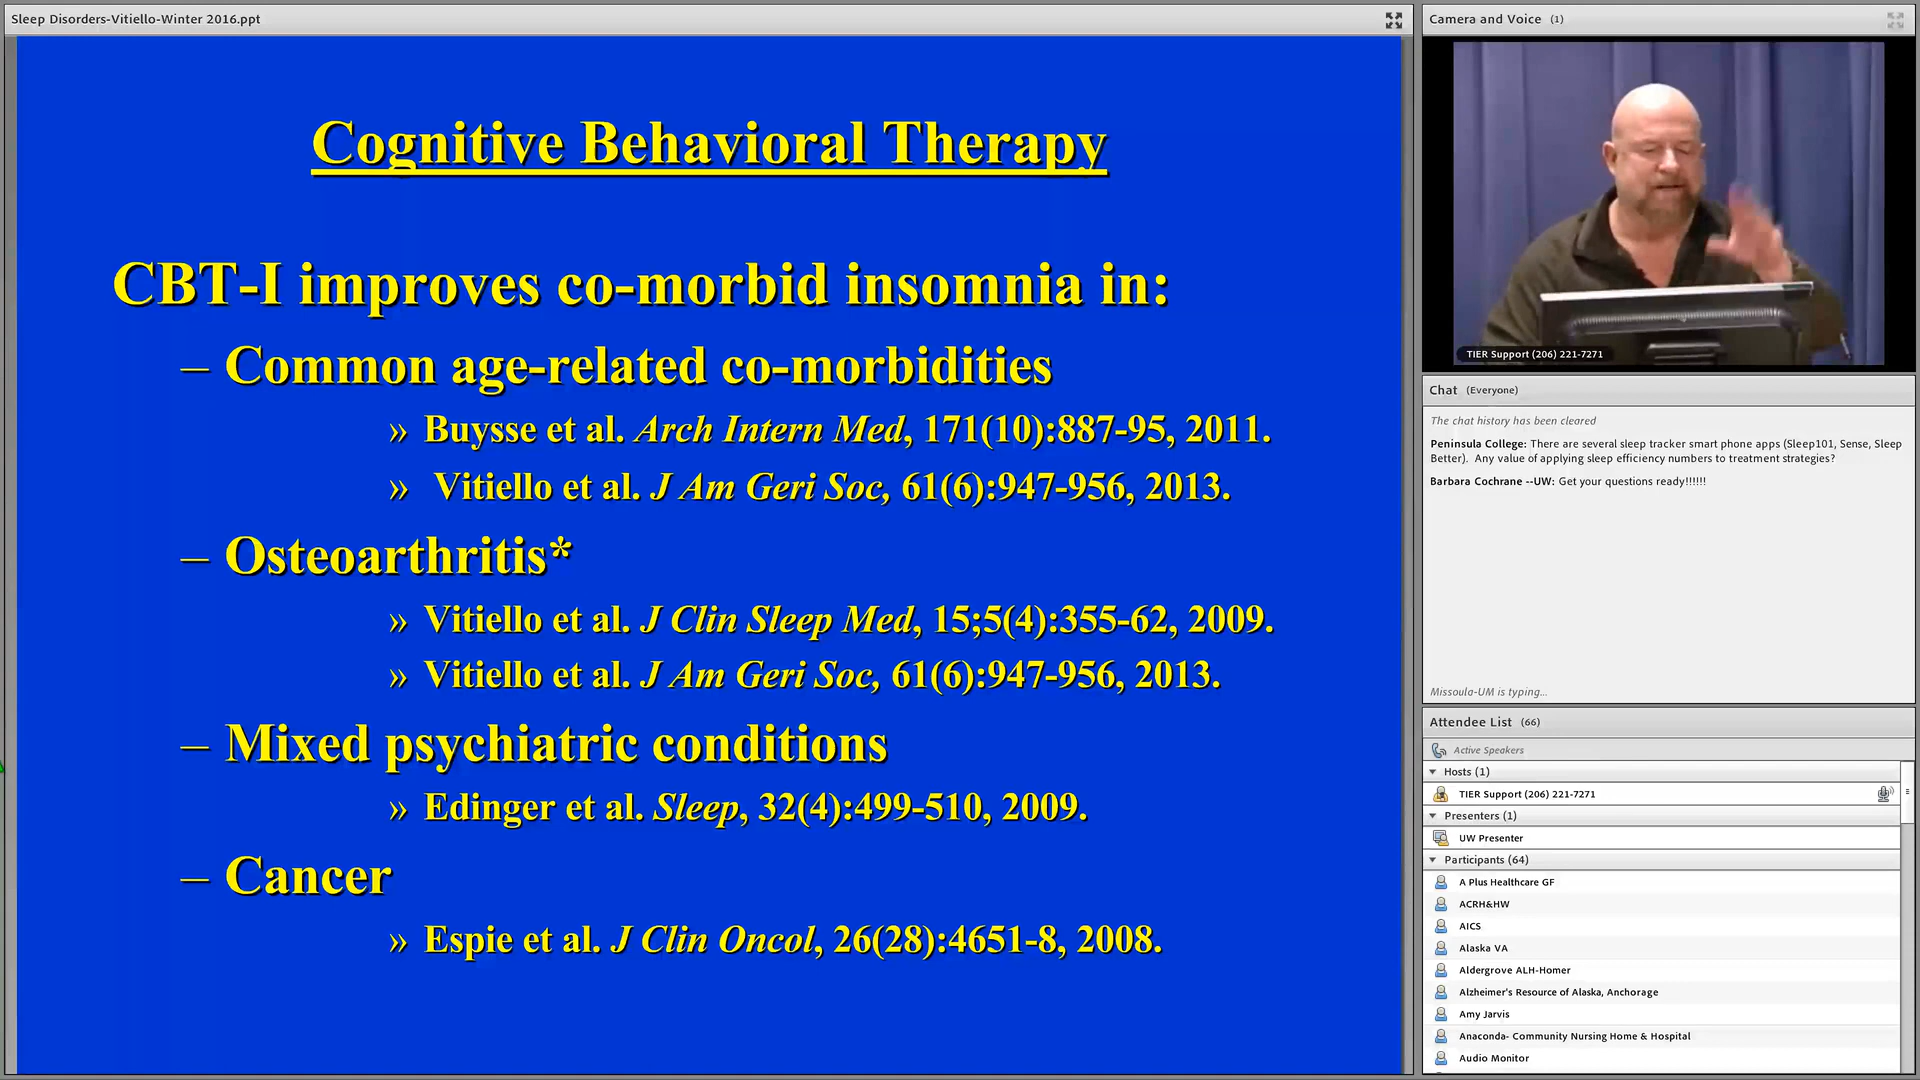 Sleep Disorders-Vitiello-Winter 2016.ppt
Cognitive Behavioral Therapy
CBT-I improves co-morbid insomnia in:
– Common age-related co-morbidities
» Buysse et al. Arch Intern Med, 171(10):887-95, 2011.
» Vitiello et al. J Am Geri Soc, 61(6):947-956, 2013.
– Osteoarthritis*
» Vitiello et al. J Clin Sleep Med, 15;5(4):355-62, 2009.
» Vitiello et al. J Am Geri Soc, 61(6):947-956, 2013.
– Mixed psychiatric conditions
» Edinger et al. Sleep, 32(4):499-510, 2009.
– Cancer
» Espie et al. J Clin Oncol, 26(28):4651-8, 2008.
Camera and Voice (1)
TIER Support (206) 221-7271
Chat (Everyone)
The chat history has been cleared
Peninsula College: There are several sleep tracker smart phone apps (Sleep101, Sense, Sleep
Better). Any value of applying sleep efficiency numbers to treatment strategies?
Barbara Cochrane --UW: Get your questions ready!!!!!!
Missoula-UM is typing...
Attendee List (66)
Active Speakers
Hosts (1)
TIER Support (206) 221-7271
Presenters (1)
UW Presenter
Participants (64)
A Plus Healthcare GF
ACRH&HW
AICS
Alaska VA
Aldergrove ALH-Homer
Alzheimer's Resource of Alaska, Anchorage
Amy Jarvis
Anaconda- Community Nursing Home & Hospital
Audio Monitor